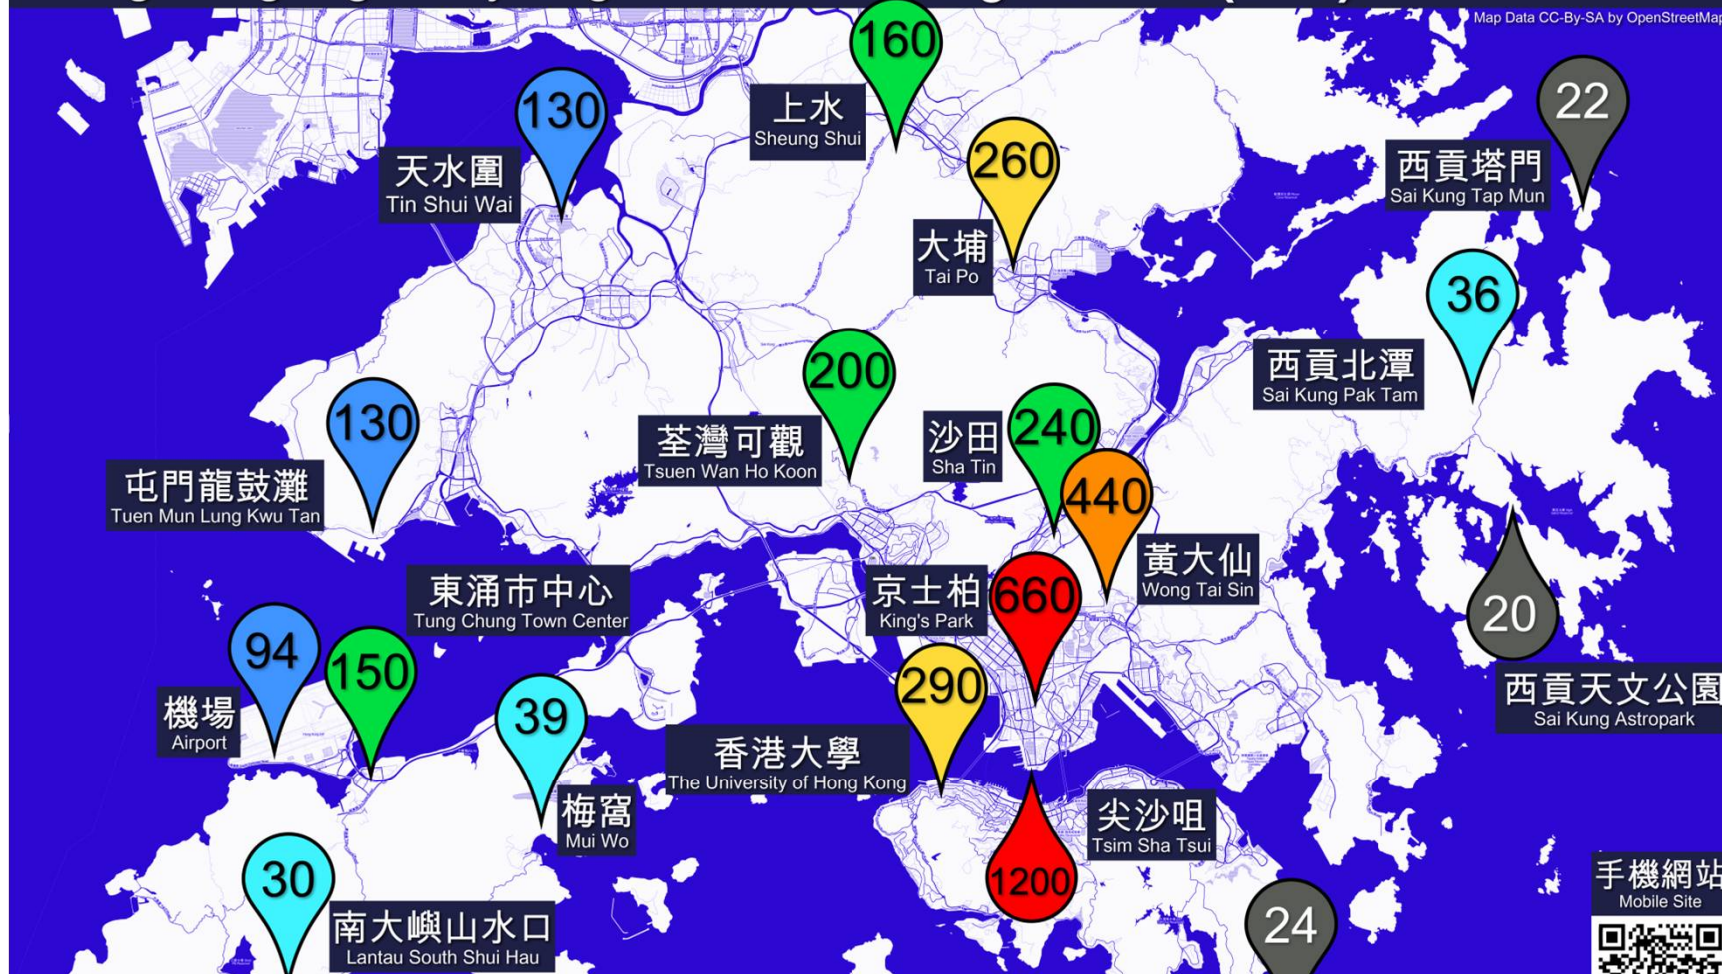 Map Data CC-By-SA by OpenStreetMap
160
上水
Sheung Shui
130
天水圍
Tin Shui Wai
22
西貢塔門
Sai Kung Tap Mun
260
大埔
Tai Po
36
西貢北潭
Sai Kung Pak Tam
200
荃灣可觀
Tsuen Wan Ho Koon
240
沙田
Sha Tin
130
屯門龍鼓灘
Tuen Mun Lung Kwu Tan
440
黃大仙
Wong Tai Sin
東涌市中心
Tung Chung Town Center
660
京士柏
King's Park
20
西貢天文公園
Sai Kung Astropark
94
機場
Airport
150
39
梅窩
Mui Wo
290
香港大學
The University of Hong Kong
尖沙咀
Tsim Sha Tsui
1200
30
南大嶼山水口
Lantau South Shui Hau
24
手機網站
Mobile Site